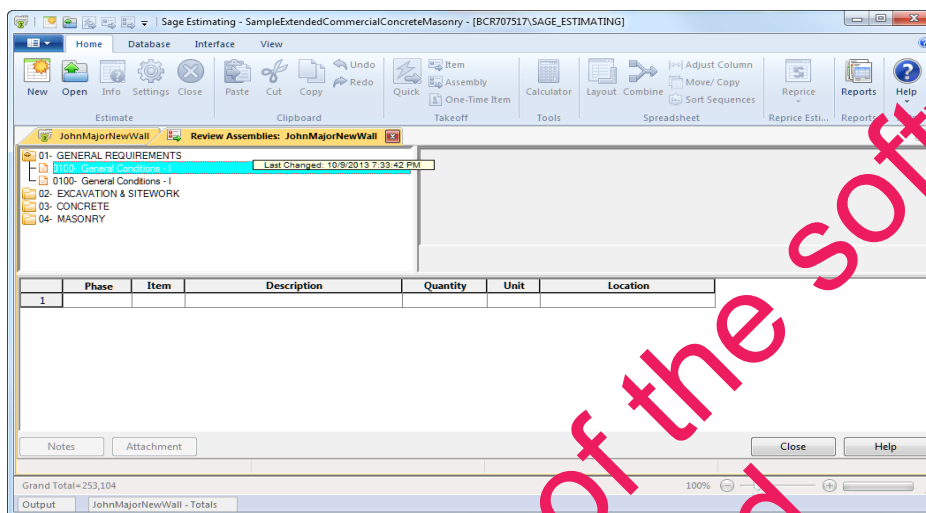 Sage Estimating - SampleExtendedCommercialConcreteMasonry - [BCR707517\SAGE_ESTIMATING]
Home Database Interface View
New Open Info Settings Close Paste Cut Copy Undo Redo Quick Item Assembly One-Time Item Calculator Layout Combine Adjust Column Move/ Copy Sort Sequences Reprice Reports Help
Estimate Clipboard Takeoff Tools Spreadsheet Reprice Esti... Reports
JohnMajorNewWall Review Assemblies: JohnMajorNewWall
01- GENERAL REQUIREMENTS
0100- General Conditions - I Last Changed: 10/9/2013 7:33:42 PM
0100- General Conditions - I
02- EXCAVATION & SITEWORK
03- CONCRETE
04- MASONRY
Phase Item Description Quantity Unit Location
1
Notes Attachment Close Help
Grand Total=253,104 100%
Output JohnMajorNewWall - Totals
of the soft